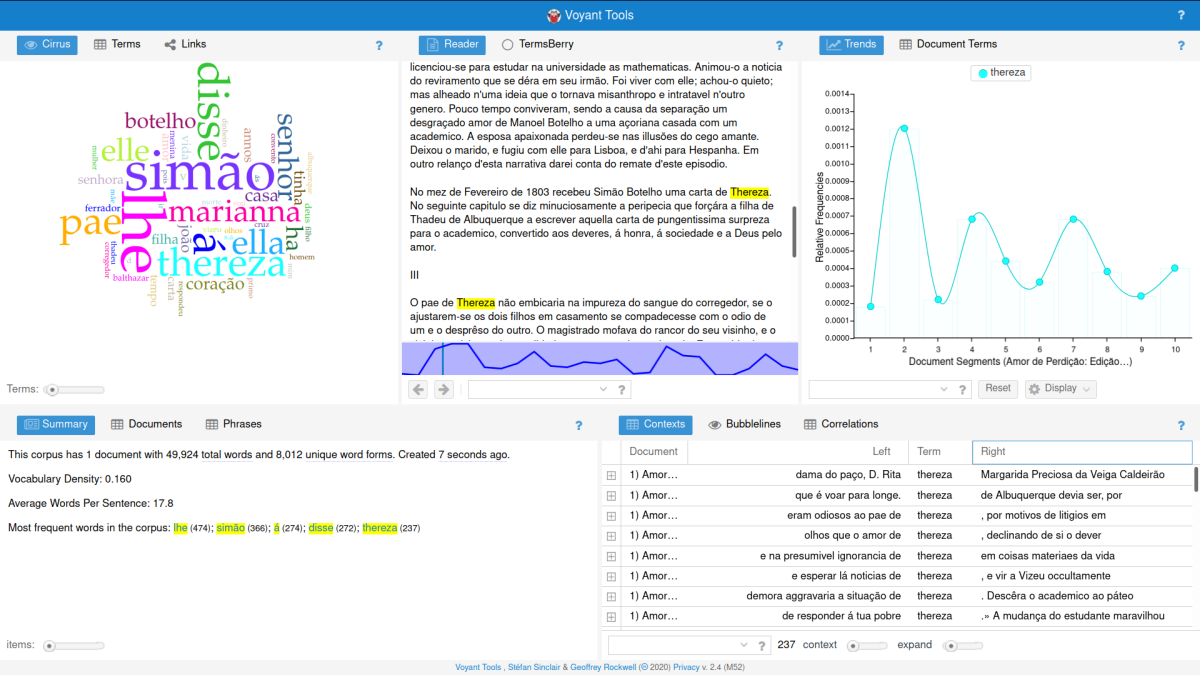 Voyant Tools
?
Cirrus
Terms
Links
?
disse
botelho
senhor
annos
elle
simão
senhora
casa
tinha
ferrador
lhe
marianna
pae
cruz
filha
joão
à
ella
ha
homem
thereza
thadeu
corregedor
balthazar
coração
tempo
carta
respondeu
primo
menina
vida
convento
albuquerque
mulher
dinheiro
deus
filho
olhos
vizeu
Terms:
Reader
TermsBerry
?
licenciou-se para estudar na universidade as mathematicas. Animou-o a noticia
do reviramento que se déra em seu irmão. Foi viver com elle; achou-o quieto;
mas alheado n'uma ideia que o tornava misanthropo e intratavel n'outro
genero. Pouco tempo conviveram, sendo a causa da separação um
desgraçado amor de Manoel Botelho a uma açoriana casada com um
academico. A esposa apaixonada perdeu-se nas illusões do cego amante.
Deixou o marido, e fugiu com elle para Lisboa, e d'ahi para Hespanha. Em
outro relanço d'esta narrativa darei conta do remate d'este episodio.
No mez de Fevereiro de 1803 recebeu Simão Botelho uma carta de Thereza.
No seguinte capitulo se diz minuciosamente a peripecia que forçára a filha de
Thadeu de Albuquerque a escrever aquella carta de pungentissima surpreza
para o academico, convertido aos deveres, á honra, á sociedade e a Deus pelo
amor.
III
O pae de Thereza não embicaria na impureza do sangue do corregedor, se o
ajustarem-se os dois filhos em casamento se compadecesse com o odio de
um e o desprêso do outro. O magistrado mofava do rancor do seu visinho, e o
?
Trends
Document Terms
?
thereza
0.0014
0.0013
0.0012
0.0011
0.0010
0.0009
0.0008
0.0007
0.0006
0.0005
0.0004
0.0003
0.0002
0.0001
0.0000
Relative Frequencies
1 2 3 4 5 6 7 8 9 10
Document Segments (Amor de Perdição: Edição…)
?
Reset
Display
Summary
Documents
Phrases
?
This corpus has 1 document with 49,924 total words and 8,012 unique word forms. Created 7 seconds ago.
Vocabulary Density: 0.160
Average Words Per Sentence: 17.8
Most frequent words in the corpus: lhe (474); simão (366); á (274); disse (272); thereza (237)
items:
Contexts
Bubblelines
Correlations
?
Document Left Term Right
1) Amor… dama do paço, D. Rita thereza Margarida Preciosa da Veiga Caldeirão
1) Amor… que é voar para longe. thereza de Albuquerque devia ser, por
1) Amor… eram odiosos ao pae de thereza , por motivos de litigios em
1) Amor… olhos que o amor de thereza , declinando de si o dever
1) Amor… e na presumivel ignorancia de thereza em coisas materiaes da vida
1) Amor… e esperar lá noticias de thereza , e vir a Vizeu occultamente
1) Amor… demora aggravaria a situação de thereza . Descêra o academico ao páteo
1) Amor… de responder á tua pobre thereza .» A mudança do estudante maravilhou
? 237 context expand
Voyant Tools , Stéfan Sinclair & Geoffrey Rockwell (© 2020) Privacy v. 2.4 (M52)